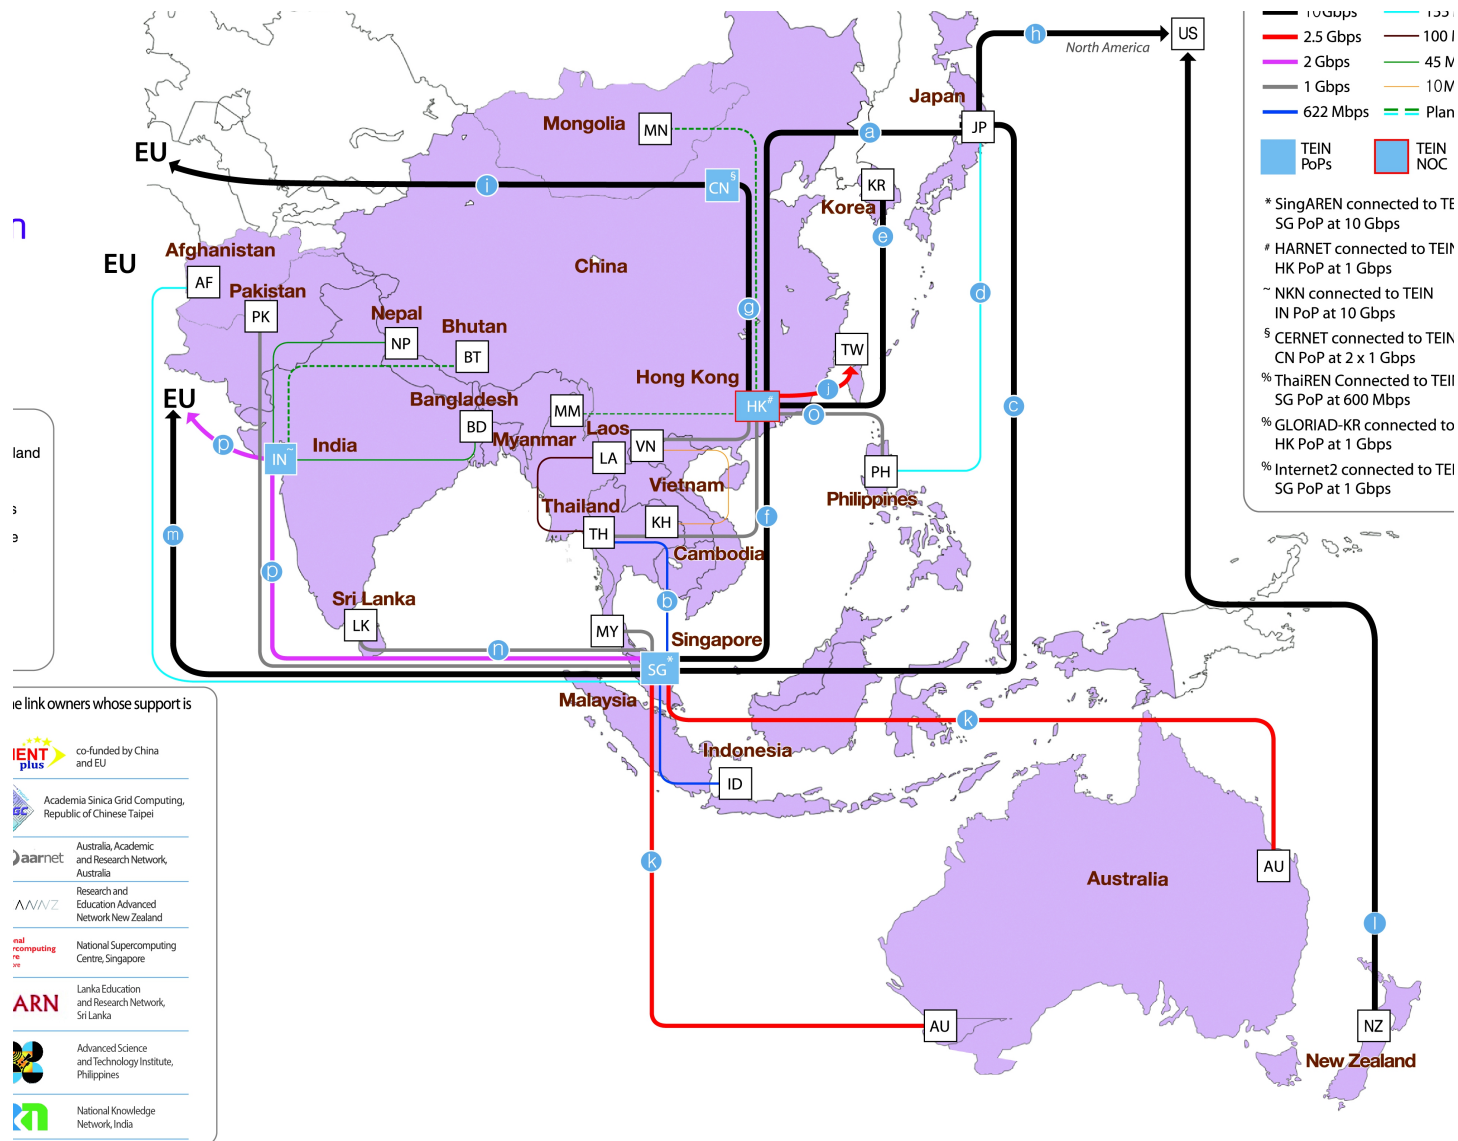 10Gbps
2.5 Gbps
100
2 Gbps
45 M
1 Gbps
10M
622 Mbps
TEIN
PoPs
TEIN
NOC
* SingAREN connected to TE
SG PoP at 10 Gbps
# HARNET connected to TEIN
HK PoP at 1 Gbps
~ NKN connected to TEIN
IN PoP at 10 Gbps
§ CERNET connected to TEIN
CN PoP at 2 x 1 Gbps
% ThaiREN Connected to TEI
SG PoP at 600 Mbps
% GLORIAD-KR connected to
HK PoP at 1 Gbps
% Internet2 connected to TE
SG PoP at 1 Gbps
h
US
North America
Japan
JP
Mongolia
MN
a
EU
i
CN§
KR
Korea
e
Afghanistan
EU
AF
China
Pakistan
PK
g
d
Nepal
NP
Bhutan
BT
TW
Hong Kong
j
EU
Bangladesh
HK#
o
c
MM
BD
Myanmar
Laos
p
India
IN~
VN
LA
PH
Philippines
Vietnam
Thailand
KH
f
TH
Cambodia
m
p
b
Sri Lanka
LK
MY
Singapore
n
SG*
Malaysia
k
Indonesia
ID
k
AU
Australia
l
AU
NZ
New Zealand
n
land
s
e
he link owners whose support is
IENT
plus
co-funded by China
and EU
GC
Academia Sinica Grid Computing,
Republic of Chinese Taipei
aarnet
Australia, Academic
and Research Network,
Australia
Research and
Education Advanced
Network New Zealand
National Supercomputing
Centre, Singapore
ARN
Lanka Education
and Research Network,
Sri Lanka
Advanced Science
and Technology Institute,
Philippines
National Knowledge
Network, India